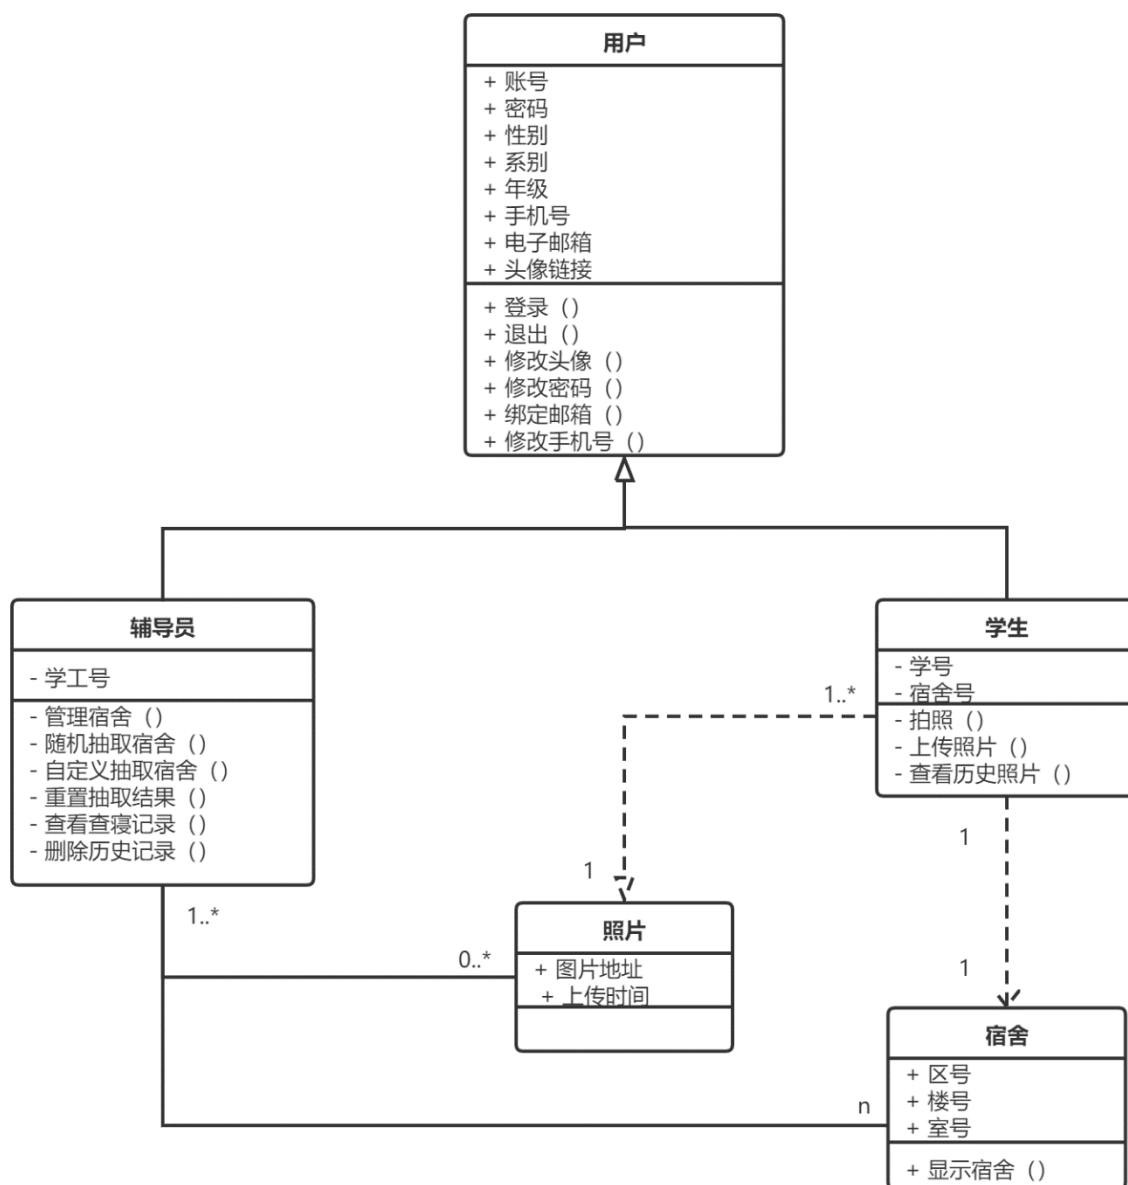 用户
+ 账号
+ 密码
+ 性别
+ 系别
+ 年级
+ 手机号
+ 电子邮箱
+ 头像链接
+ 登录（）
+ 退出（）
+ 修改头像（）
+ 修改密码（）
+ 绑定邮箱（）
+ 修改手机号（）
辅导员
- 学工号
- 管理宿舍（）
- 随机抽取宿舍（）
- 自定义抽取宿舍（）
- 重置抽取结果（）
- 查看查寝记录（）
- 删除历史记录（）
学生
- 学号
- 宿舍号
- 拍照（）
- 上传照片（）
- 查看历史照片（）
1..*
1
1
1..*
0..*
1
照片
+ 图片地址
+ 上传时间
n
宿舍
+ 区号
+ 楼号
+ 室号
+ 显示宿舍（）